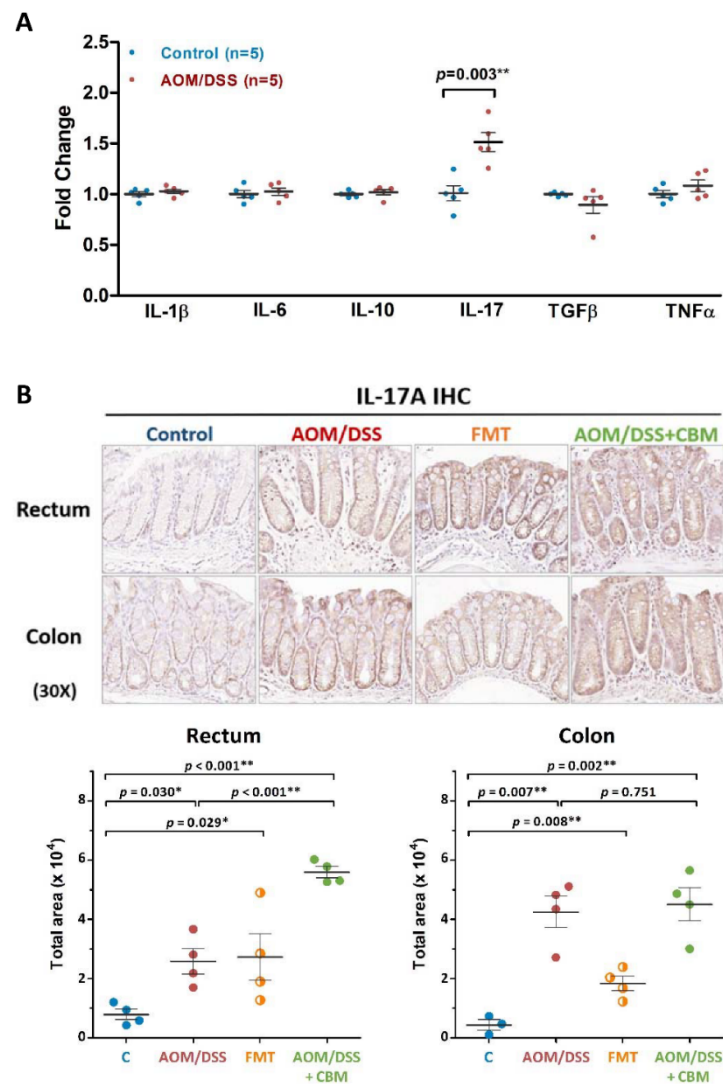 A
2.5
2.0
1.5
1.0
0.5
0.0
Fold Change
Control (n=5)
AOM/DSS (n=5)
p=0.003**
IL-1β IL-6 IL-10 IL-17 TGFβ TNFα
B
IL-17A IHC
Control AOM/DSS FMT AOM/DSS+CBM
Rectum
Colon
(30X)
Rectum
p < 0.001**
p = 0.030* p < 0.001**
p = 0.029*
Total area (x 10⁴)
8
6
4
2
0
C AOM/DSS FMT AOM/DSS
+ CBM
Colon
p = 0.002**
p = 0.007** p = 0.751
p = 0.008**
Total area (x 10⁴)
8
6
4
2
0
C AOM/DSS FMT AOM/DSS
+ CBM